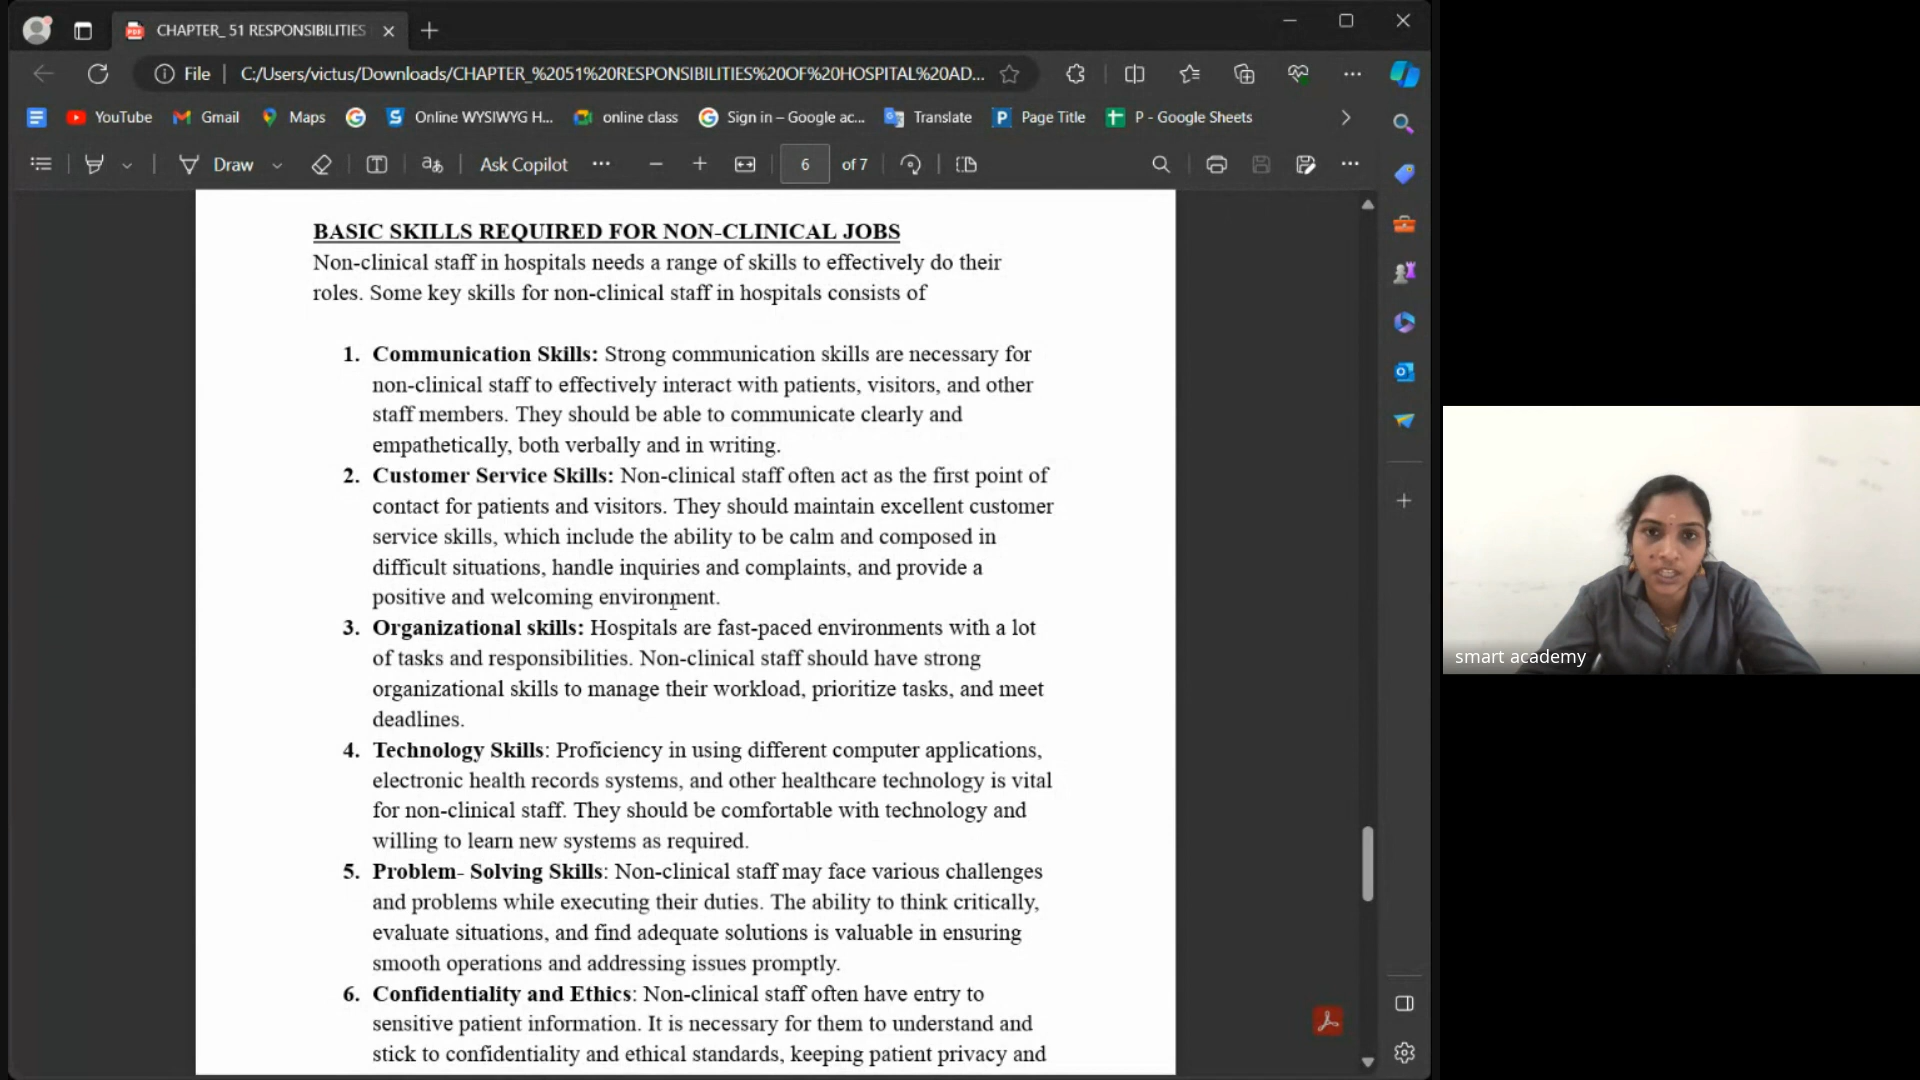 CHAPTER_ 51 RESPONSIBILITIES
File
C:/Users/victus/Downloads/CHAPTER_%2051%20RESPONSIBILITIES%20OF%20HOSPITAL%20AD...
YouTube Gmail Maps Online WYSIWYG H... online class Sign in – Google ac... Translate Page Title P - Google Sheets
Draw Ask Copilot 6 of 7
BASIC SKILLS REQUIRED FOR NON-CLINICAL JOBS
Non-clinical staff in hospitals needs a range of skills to effectively do their
roles. Some key skills for non-clinical staff in hospitals consists of
1. Communication Skills: Strong communication skills are necessary for
non-clinical staff to effectively interact with patients, visitors, and other
staff members. They should be able to communicate clearly and
empathetically, both verbally and in writing.
2. Customer Service Skills: Non-clinical staff often act as the first point of
contact for patients and visitors. They should maintain excellent customer
service skills, which include the ability to be calm and composed in
difficult situations, handle inquiries and complaints, and provide a
positive and welcoming environment.
3. Organizational skills: Hospitals are fast-paced environments with a lot
of tasks and responsibilities. Non-clinical staff should have strong
organizational skills to manage their workload, prioritize tasks, and meet
deadlines.
4. Technology Skills: Proficiency in using different computer applications,
electronic health records systems, and other healthcare technology is vital
for non-clinical staff. They should be comfortable with technology and
willing to learn new systems as required.
5. Problem- Solving Skills: Non-clinical staff may face various challenges
and problems while executing their duties. The ability to think critically,
evaluate situations, and find adequate solutions is valuable in ensuring
smooth operations and addressing issues promptly.
6. Confidentiality and Ethics: Non-clinical staff often have entry to
sensitive patient information. It is necessary for them to understand and
stick to confidentiality and ethical standards, keeping patient privacy and
smart academy